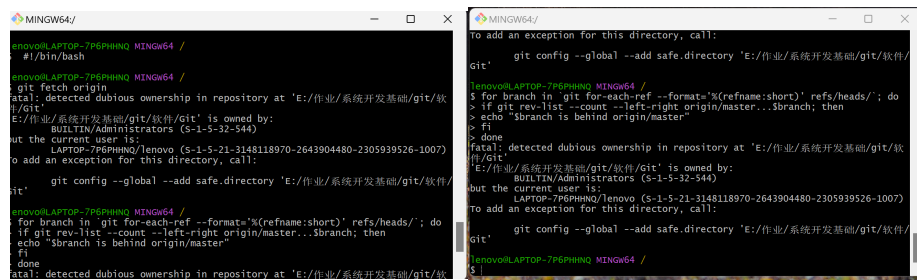 MINGW64:/
enovo@LAPTOP-7P6PHHNQ MINGW64 /
#!/bin/bash
enovo@LAPTOP-7P6PHHNQ MINGW64 /
git fetch origin
fatal: detected dubious ownership in repository at 'E:/作业/系统开发基础/git/软
件/Git'
'E:/作业/系统开发基础/git/软件/Git' is owned by:
BUILTIN/Administrators (S-1-5-32-544)
out the current user is:
LAPTOP-7P6PHHNQ/lenovo (S-1-5-21-3148118970-2643904480-2305939526-1007)
To add an exception for this directory, call:
git config --global --add safe.directory 'E:/作业/系统开发基础/git/软件/
Git'
enovo@LAPTOP-7P6PHHNQ MINGW64 /
for branch in `git for-each-ref --format='%(refname:short)' refs/heads/`; do
if git rev-list --count --left-right origin/master...$branch; then
echo "$branch is behind origin/master"
fi
done
fatal: detected dubious ownership in repository at 'E:/作业/系统开发基础/git/软
MINGW64:/
To add an exception for this directory, call:
git config --global --add safe.directory 'E:/作业/系统开发基础/git/软件/
Git'
lenovo@LAPTOP-7P6PHHNQ MINGW64 /
$ for branch in `git for-each-ref --format='%(refname:short)' refs/heads/`; do
> if git rev-list --count --left-right origin/master...$branch; then
> echo "$branch is behind origin/master"
> fi
> done
fatal: detected dubious ownership in repository at 'E:/作业/系统开发基础/git/软
件/Git'
'E:/作业/系统开发基础/git/软件/Git' is owned by:
BUILTIN/Administrators (S-1-5-32-544)
but the current user is:
LAPTOP-7P6PHHNQ/lenovo (S-1-5-21-3148118970-2643904480-2305939526-1007)
To add an exception for this directory, call:
git config --global --add safe.directory 'E:/作业/系统开发基础/git/软件/
Git'
lenovo@LAPTOP-7P6PHHNQ MINGW64 /
$